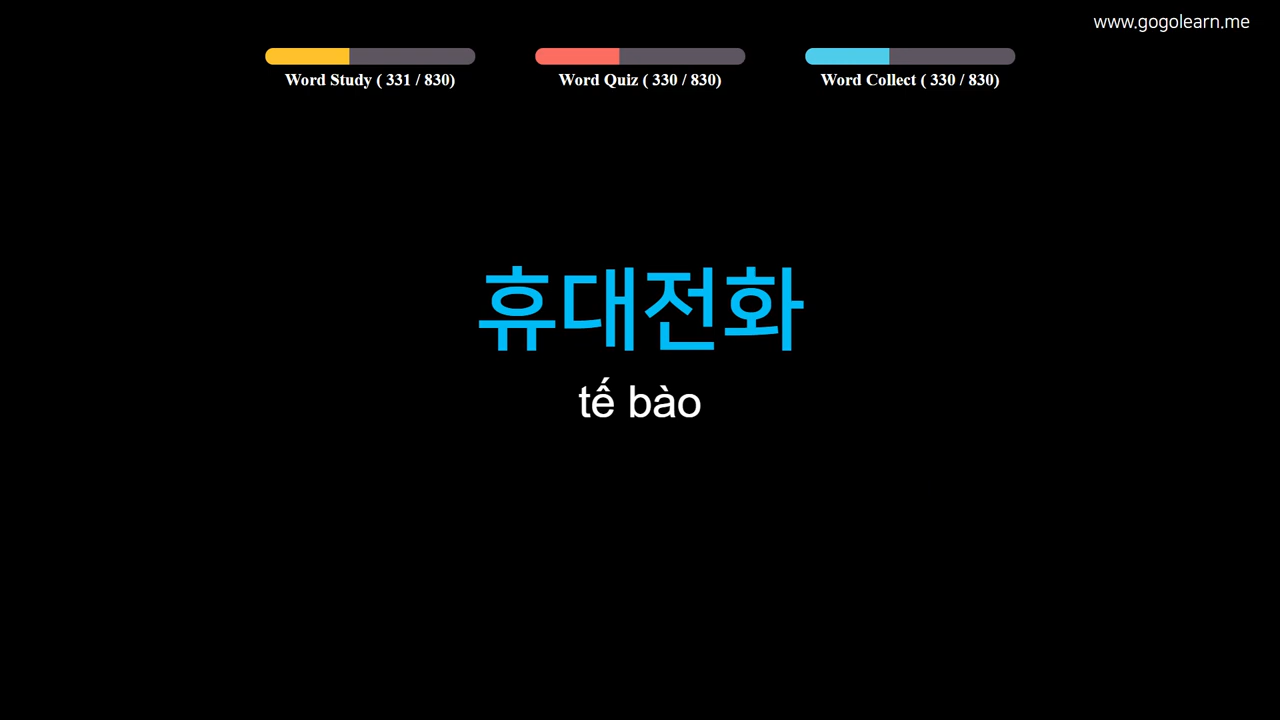 www.gogolearn.me
Word Study ( 331 / 830)
Word Quiz ( 330 / 830)
Word Collect ( 330 / 830)
휴대전화
tế bào